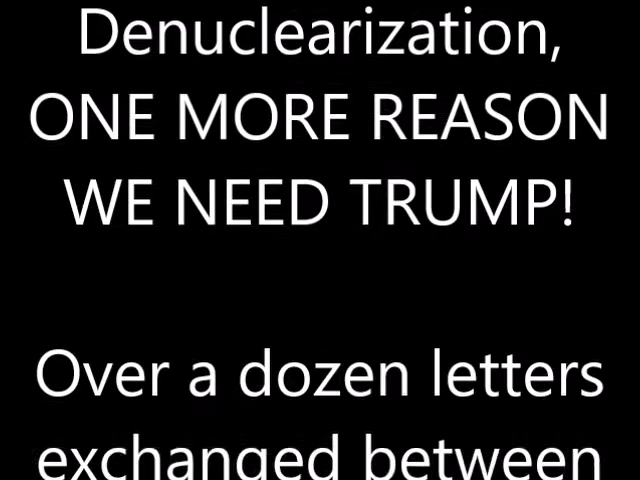 Denuclearization,
ONE MORE REASON
WE NEED TRUMP!
Over a dozen letters
exchanged between